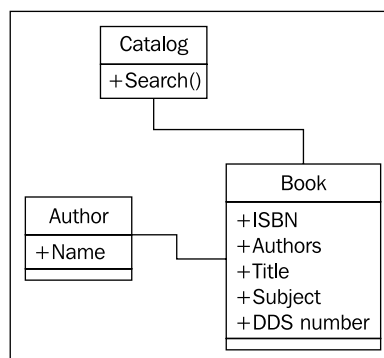 Catalog
+Search()
Book
+ISBN
+Authors
+Title
+Subject
+DDS number
Author
+Name